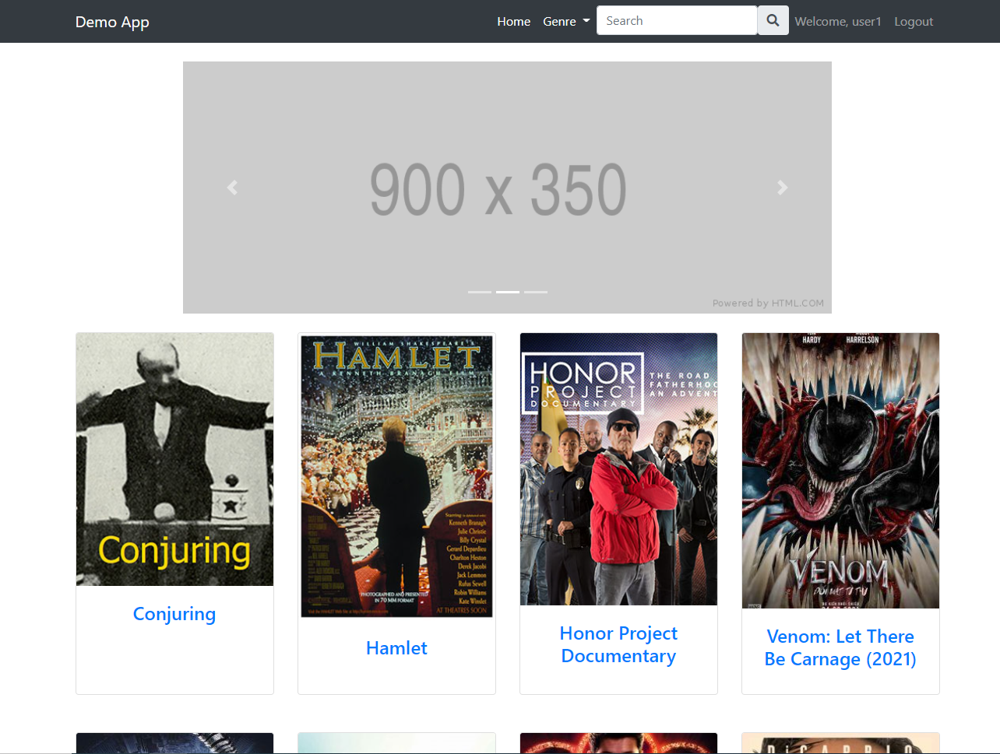 Demo App
Home
Genre
Search
Welcome, user1
Logout
900 x 350
Powered by HTML.COM
Conjuring
Conjuring
WILLIAM SHAKESPEARE'S
HAMLET
A KENNETH BRANAGH FILM
Starring
Kenneth Branagh
Julie Christie
Billy Crystal
Gerard Depardieu
Charlton Heston
Derek Jacobi
Jack Lemmon
Rufus Sewell
Robin Williams
Kate Winslet
PHOTOGRAPHED AND PRESENTED
IN 70 MM FORMAT
AT THEATRES SOON
Hamlet
HONOR
PROJECT
DOCUMENTARY
THE ROAD
FATHERHOO
AN ADVENT
Honor Project
Documentary
HARDY
HARRELSON
VENOM
Venom: Let There
Be Carnage (2021)
DiCAPRIO